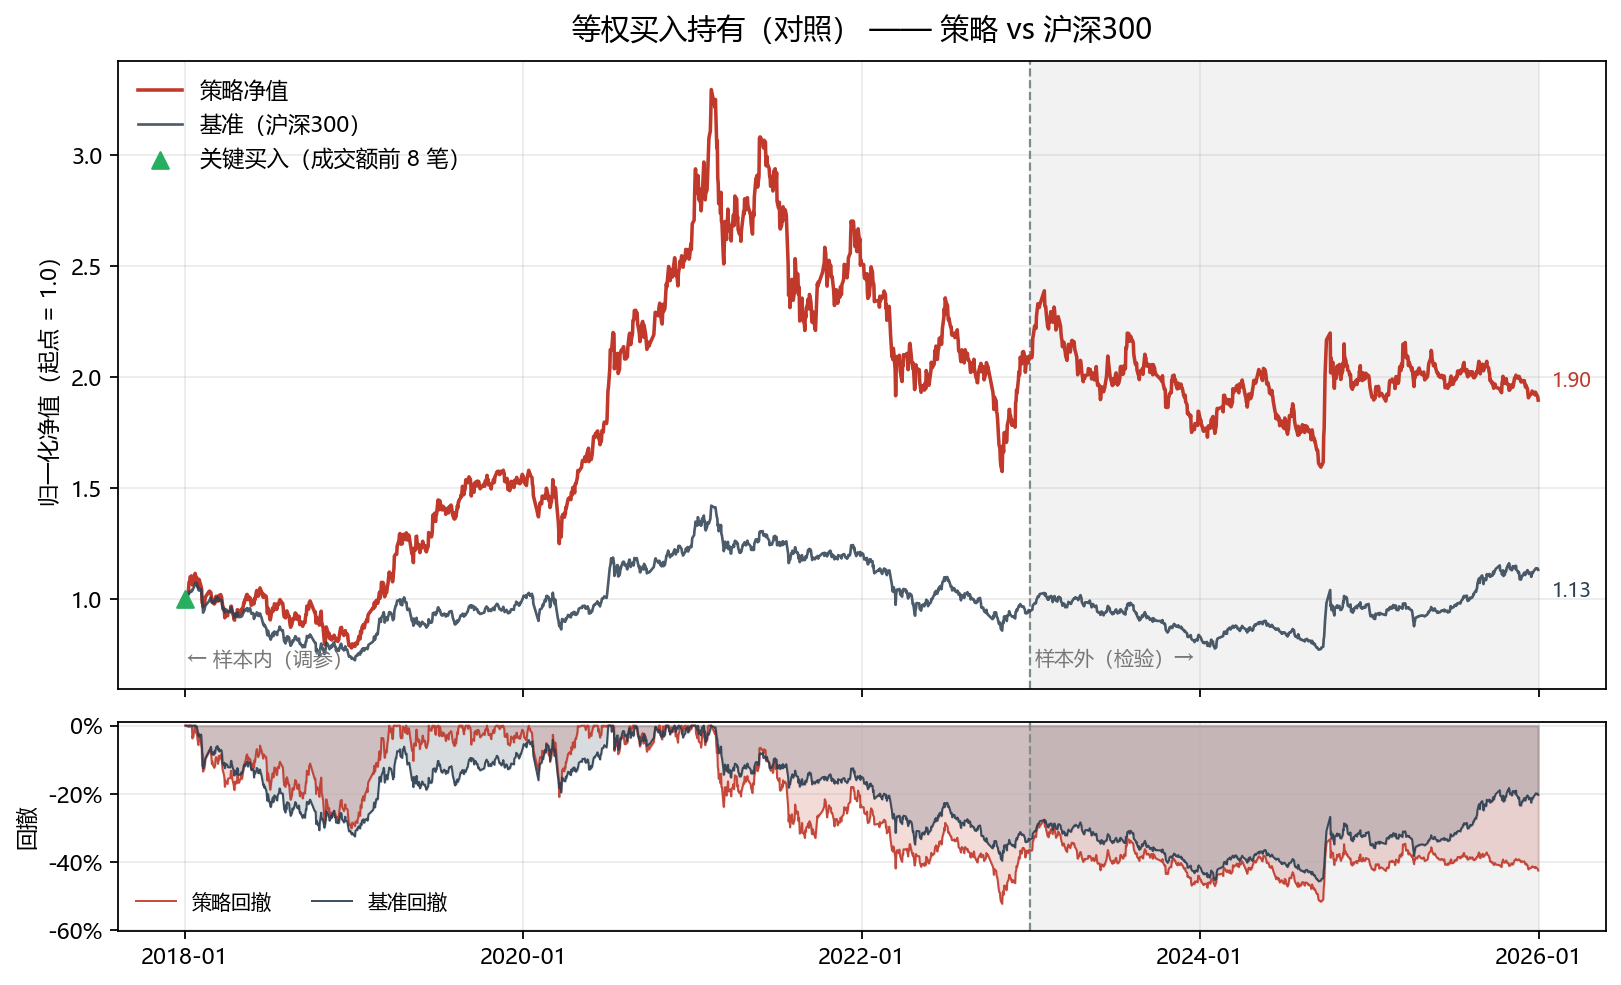 等权买入持有（对照） —— 策略 vs 沪深300
策略净值
基准（沪深300）
关键买入（成交额前 8 笔）
归一化净值（起点 = 1.0）
3.0
2.5
2.0
1.5
1.0
1.90
1.13
← 样本内（调参）
样本外（检验）→
回撤
0%
-20%
-40%
-60%
策略回撤
基准回撤
2018-01
2020-01
2022-01
2024-01
2026-01